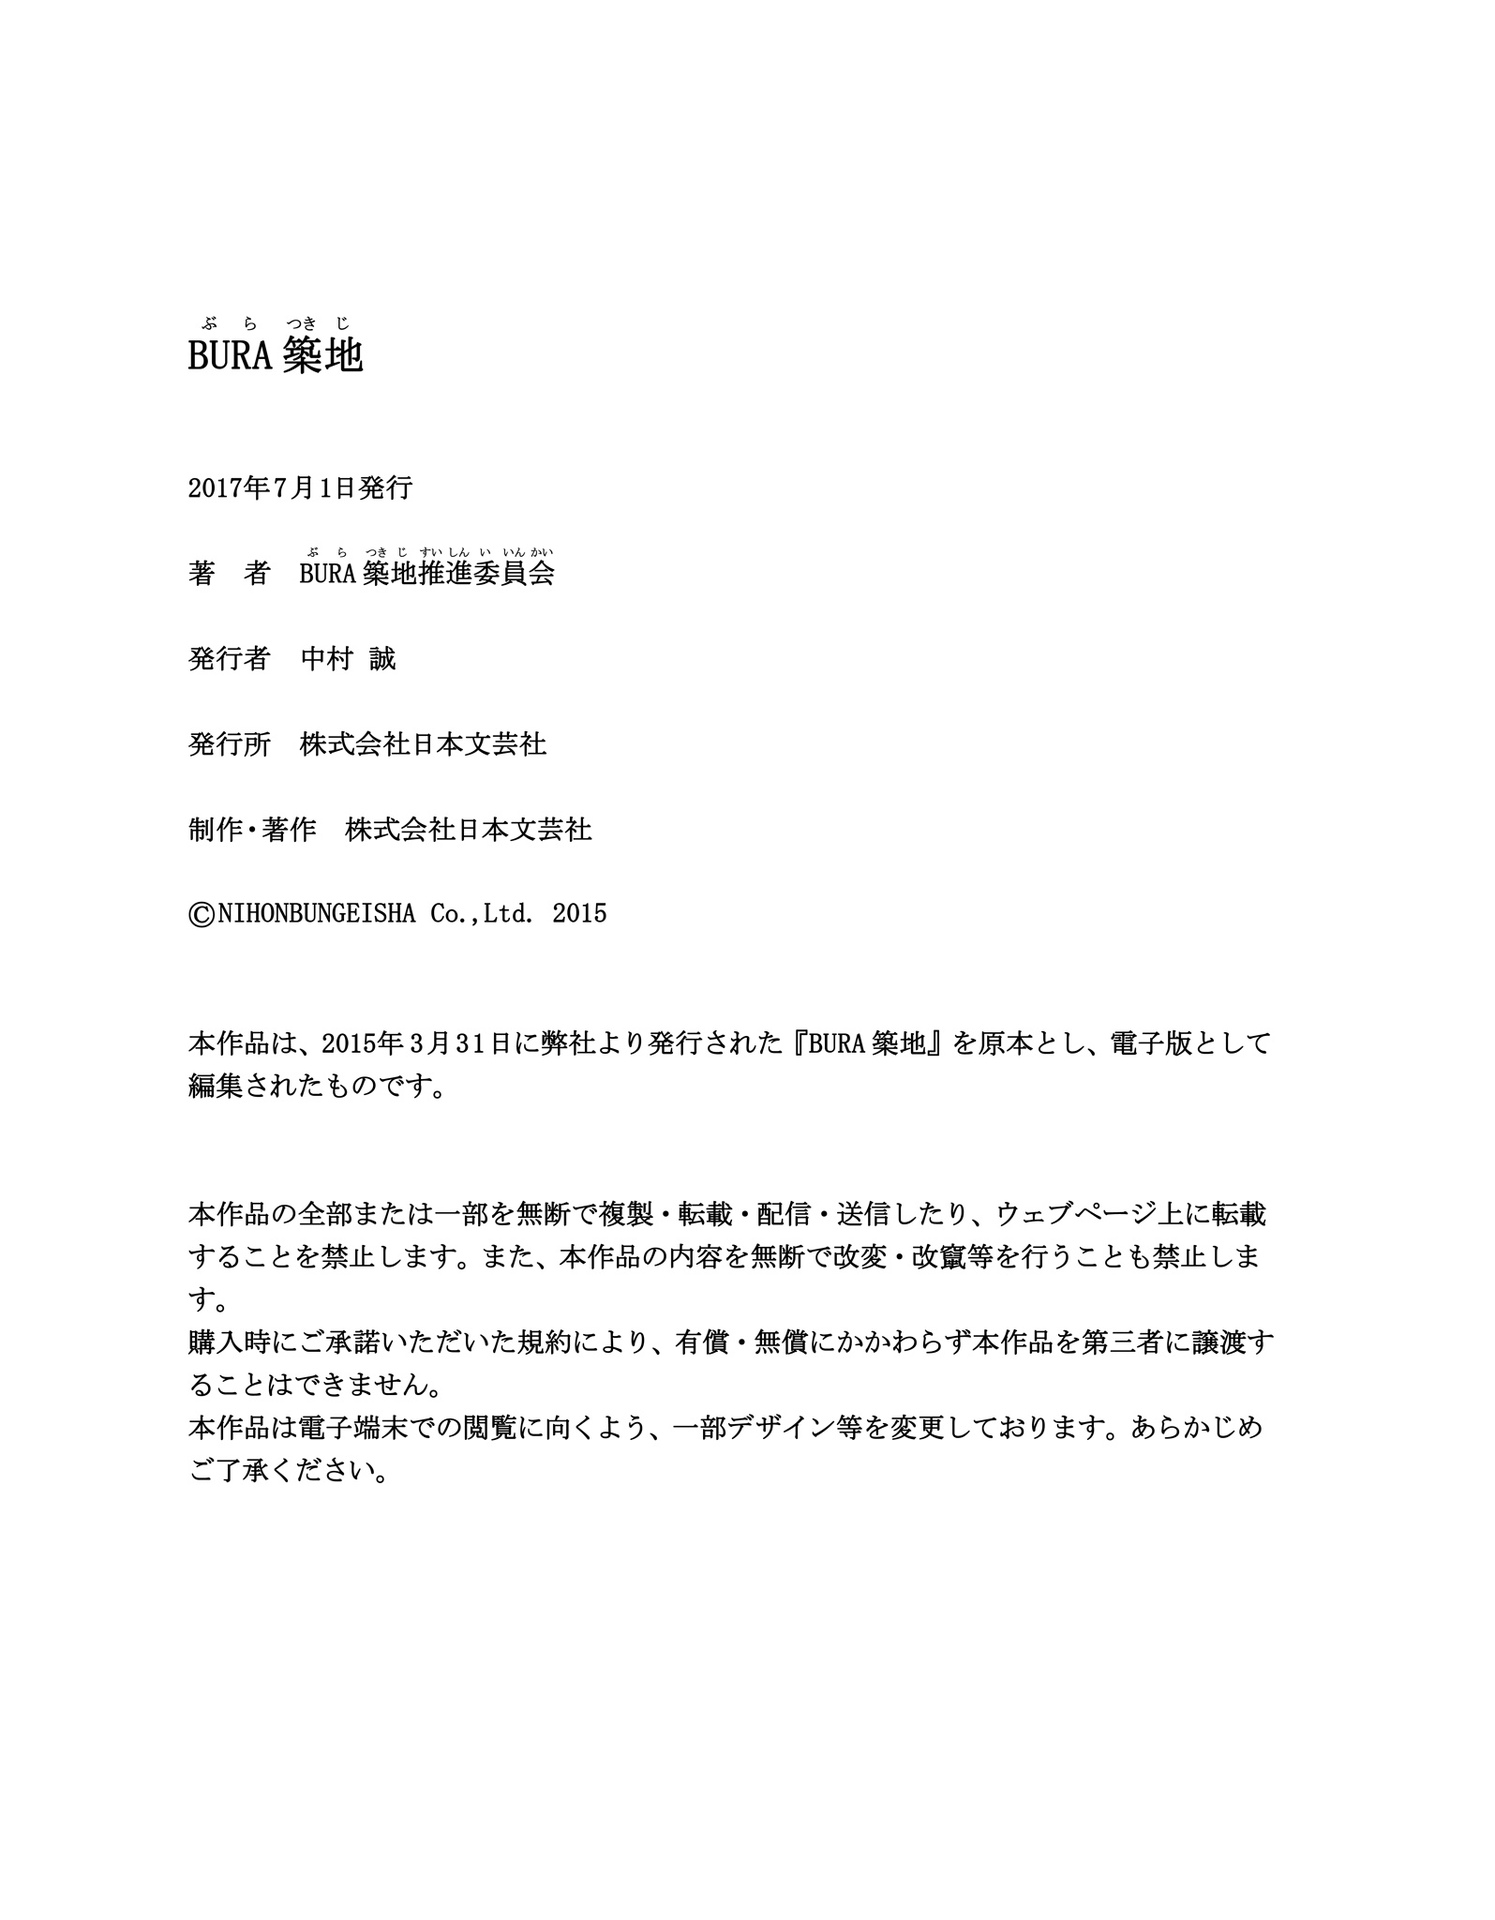 ぶら つきじ
BURA 築地
2017年7月1日発行
ぶら つきじすいしんいいんかい
著　者　BURA 築地推進委員会
発行者　中村 誠
発行所　株式会社日本文芸社
制作・著作　株式会社日本文芸社
©NIHONBUNGEISHA Co.,Ltd. 2015
本作品は、2015年3月31日に弊社より発行された『BURA 築地』を原本とし、電子版として
編集されたものです。
本作品の全部または一部を無断で複製・転載・配信・送信したり、ウェブページ上に転載
することを禁止します。また、本作品の内容を無断で改変・改竄等を行うことも禁止しま
す。
購入時にご承諾いただいた規約により、有償・無償にかかわらず本作品を第三者に譲渡す
ることはできません。
本作品は電子端末での閲覧に向くよう、一部デザイン等を変更しております。あらかじめ
ご了承ください。